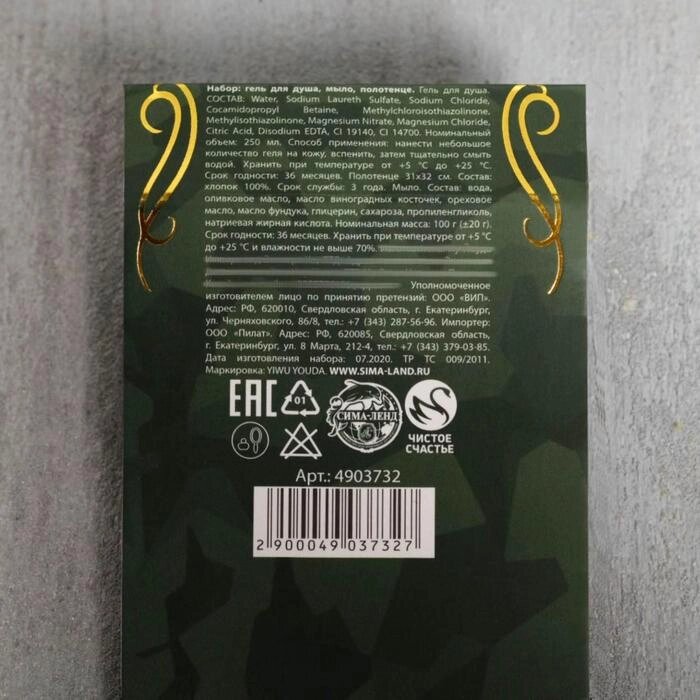 Набор: гель для душа, мыло, полотенце. Гель для душа.
СОСТАВ: Water, Sodium Laureth Sulfate, Sodium Chloride,
Cocamidopropyl Betaine, Methylchloroisothiazolinone,
Methylisothiazolinone, Magnesium Nitrate, Magnesium Chloride,
Citric Acid, Disodium EDTA, CI 19140, CI 14700. Номинальный
объем: 250 мл. Способ применения: нанести небольшое
количество геля на кожу, вспенить, затем тщательно смыть
водой. Хранить при температуре от +5 °C до +25 °C.
Срок годности: 36 месяцев. Полотенце 31х32 см. Состав:
хлопок 100%. Срок службы: 3 года. Мыло. Состав: вода,
оливковое масло, масло виноградных косточек, ореховое
масло, масло фундука, глицерин, сахароза, пропиленгликоль,
натриевая жирная кислота. Номинальная масса: 100 г (±20 г).
Срок годности: 36 месяцев. Хранить при температуре от +5 °C
до +25 °C и влажности не выше 70%.
Уполномоченное
изготовителем лицо по принятию претензий: ООО «ВИП».
Адрес: РФ, 620010, Свердловская область, г. Екатеринбург,
ул. Черняховского, 86/8, тел.: +7 (343) 287-56-96. Импортер:
ООО «Пилат». Адрес: РФ, 620085, Свердловская область,
г. Екатеринбург, ул. 8 Марта, 212-4, тел.: +7 (343) 379-03-85.
Дата изготовления набора: 07.2020. ТР ТС 009/2011.
Маркировка: YIWU YOUDA. WWW.SIMA-LAND.RU
EAC
01
СИМА-ЛЕНД
ЧИСТОЕ
СЧАСТЬЕ
Арт.: 4903732
2 900049 037327